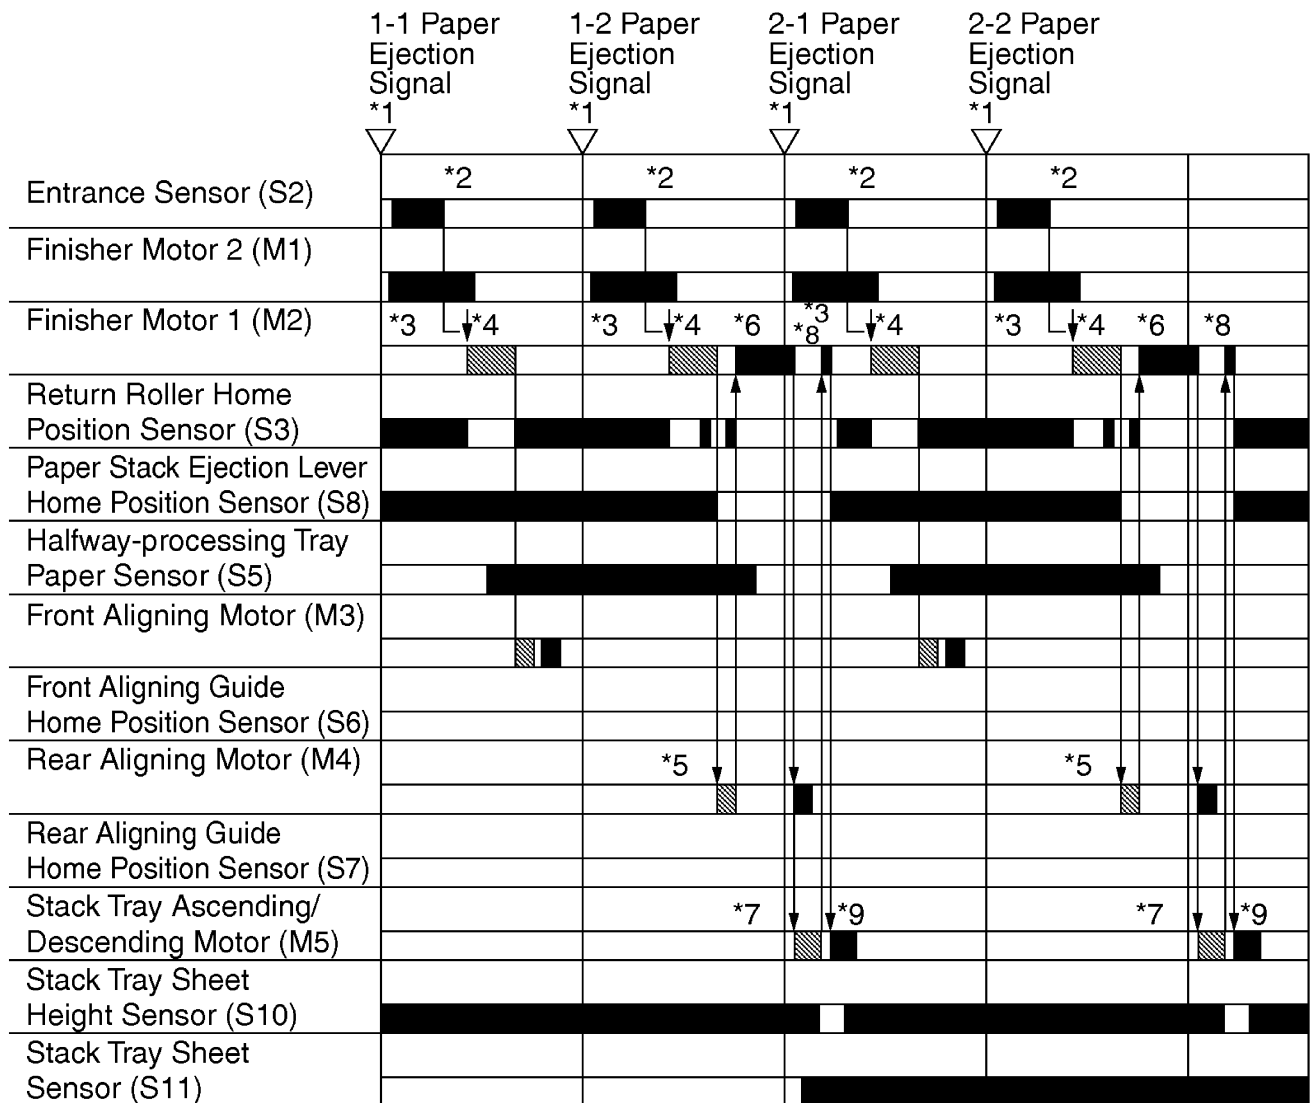 1-1 Paper
Ejection
Signal
*1
1-2 Paper
Ejection
Signal
*1
2-1 Paper
Ejection
Signal
*1
2-2 Paper
Ejection
Signal
*1
Entrance Sensor (S2)
*2
*2
*2
*2
Finisher Motor 2 (M1)
Finisher Motor 1 (M2)
*3
*4
*3
*4
*6
*3
*8
*4
*3
*4
*6
*8
Return Roller Home
Position Sensor (S3)
Paper Stack Ejection Lever
Home Position Sensor (S8)
Halfway-processing Tray
Paper Sensor (S5)
Front Aligning Motor (M3)
Front Aligning Guide
Home Position Sensor (S6)
Rear Aligning Motor (M4)
*5
*5
Rear Aligning Guide
Home Position Sensor (S7)
Stack Tray Ascending/
Descending Motor (M5)
*7
*9
*7
*9
Stack Tray Sheet
Height Sensor (S10)
Stack Tray Sheet
Sensor (S11)